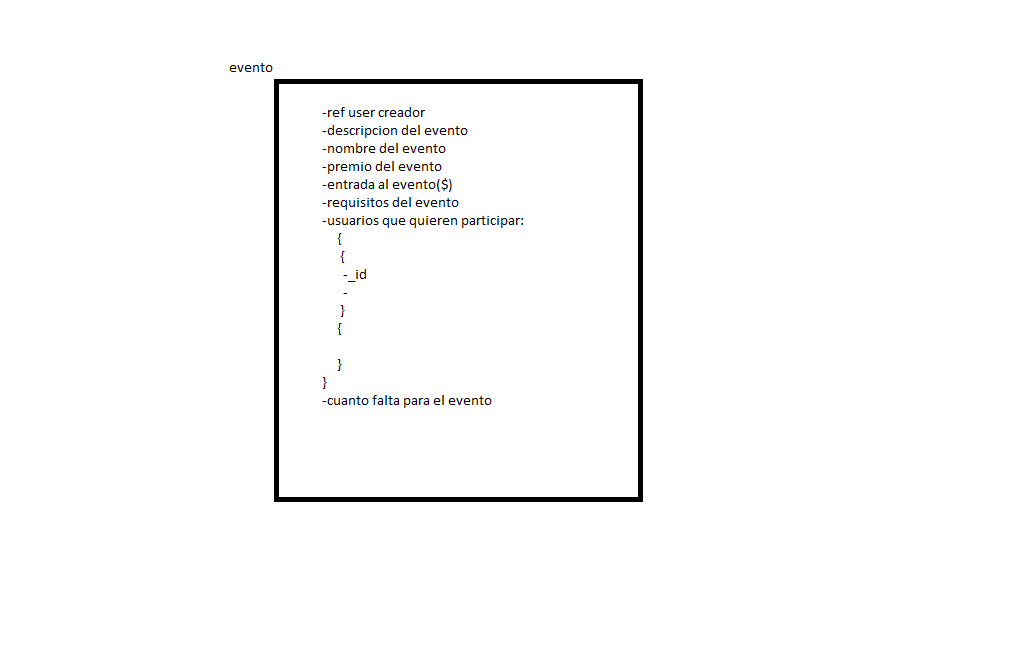 evento
-ref user creador
-descripcion del evento
-nombre del evento
-premio del evento
-entrada al evento($)
-requisitos del evento
-usuarios que quieren participar:
{
{
-_id
-
}
{
}
}
-cuanto falta para el evento